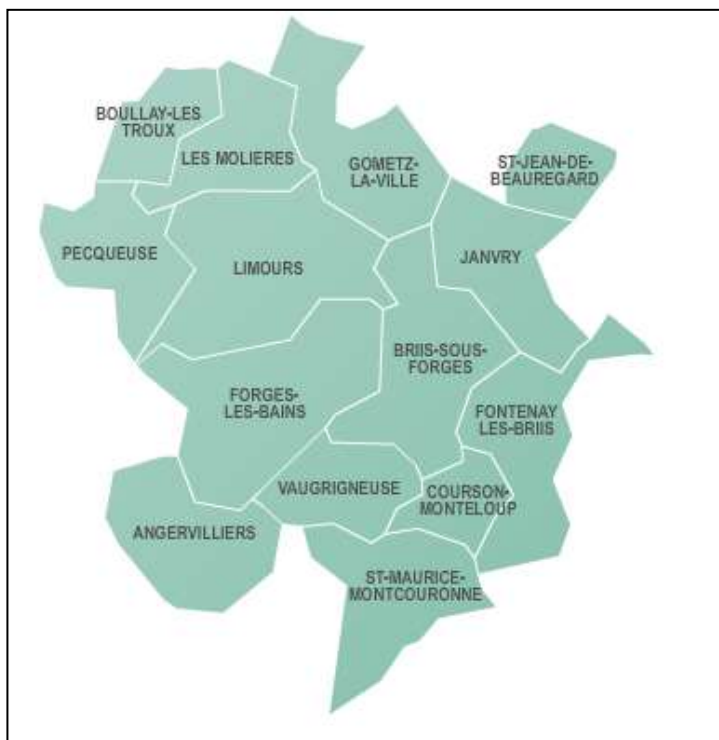 BOULLAY-LES
TROUX
LES MOLIERES
GOMETZ-
LA-VILLE
ST-JEAN-DE-
BEAUREGARD
PECQUEUSE
LIMOURS
JANVRY
BRIIS-SOUS-
FORGES
FORGES-
LES-BAINS
FONTENAY
LES-BRIIS
VAUGRIGNEUSE
COURSON-
MONTELOUP
ANGERVILLIERS
ST-MAURICE-
MONTCOURONNE